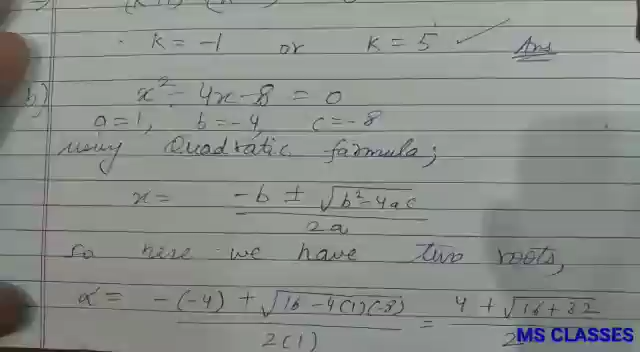 K = -1 or K = 5 ✓ Ans
b) x² - 4x - 8 = 0
a = 1, b = -4, c = -8
using Quadratic formula;
x = -b ± √b²-4ac / 2a
so here we have two roots,
α = -(-4) + √16 - 4(1)(-8) / 2(1) = 4 + √16 + 32 / 2
MS CLASSES